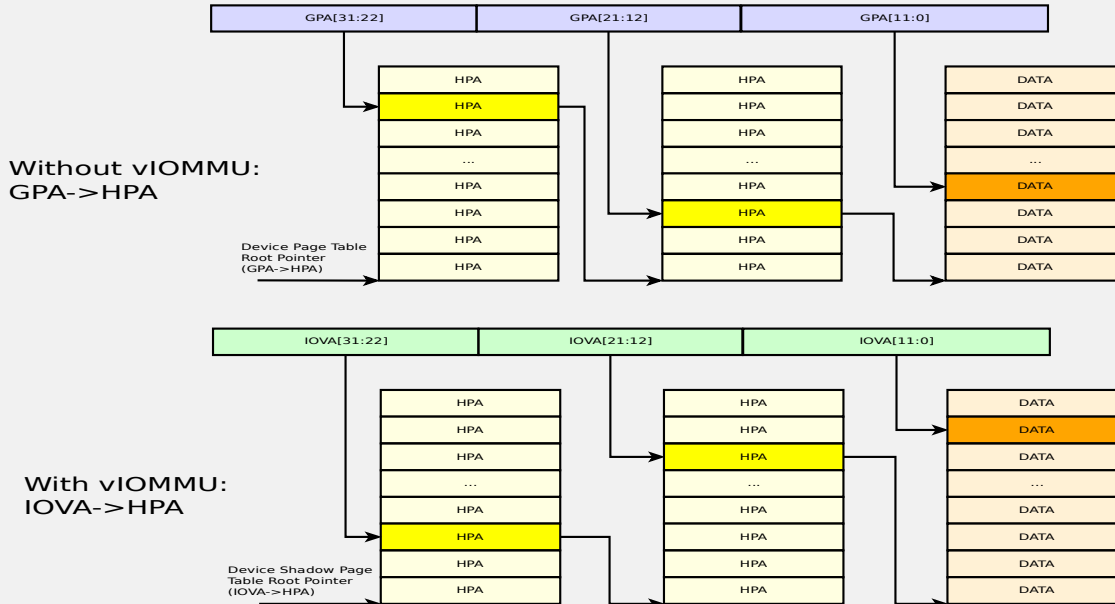 GPA[31:22] GPA[21:12] GPA[11:0]
HPA HPA DATA
HPA HPA DATA
HPA HPA DATA
... ... ...
HPA HPA DATA
HPA HPA DATA
HPA HPA DATA
HPA HPA DATA
Without vIOMMU:
GPA->HPA
Device Page Table
Root Pointer
(GPA->HPA)
IOVA[31:22] IOVA[21:12] IOVA[11:0]
HPA HPA DATA
HPA HPA DATA
HPA HPA DATA
... ... ...
HPA HPA DATA
HPA HPA DATA
HPA HPA DATA
HPA HPA DATA
With vIOMMU:
IOVA->HPA
Device Shadow Page
Table Root Pointer
(IOVA->HPA)